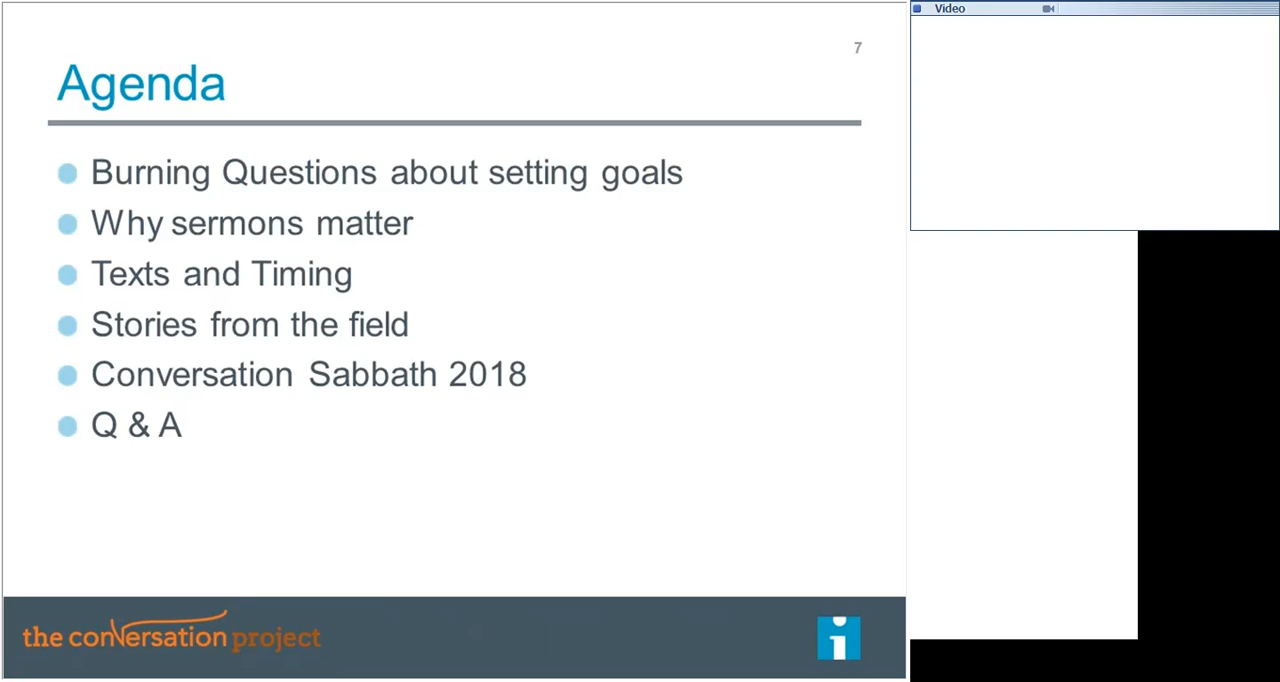 7
Agenda
Burning Questions about setting goals
Why sermons matter
Texts and Timing
Stories from the field
Conversation Sabbath 2018
Q & A
the conversation project
i
Video